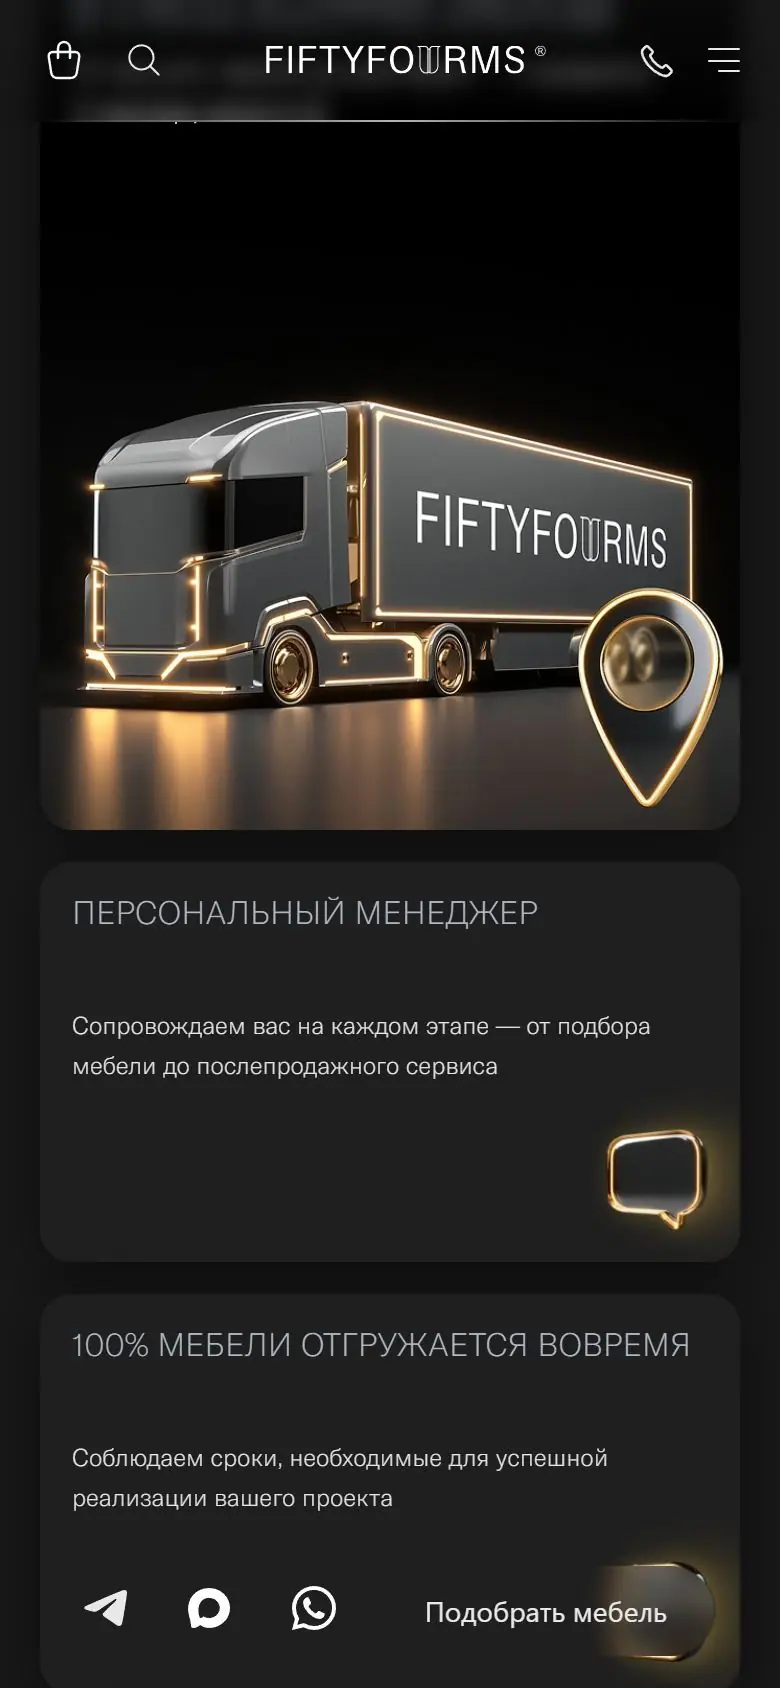 FIFTYFOURMS ®
FIFTYFOURMS
ПЕРСОНАЛЬНЫЙ МЕНЕДЖЕР
Сопровождаем вас на каждом этапе — от подбора
мебели до послепродажного сервиса
100% МЕБЕЛИ ОТГРУЖАЕТСЯ ВОВРЕМЯ
Соблюдаем сроки, необходимые для успешной
реализации вашего проекта
Подобрать мебель